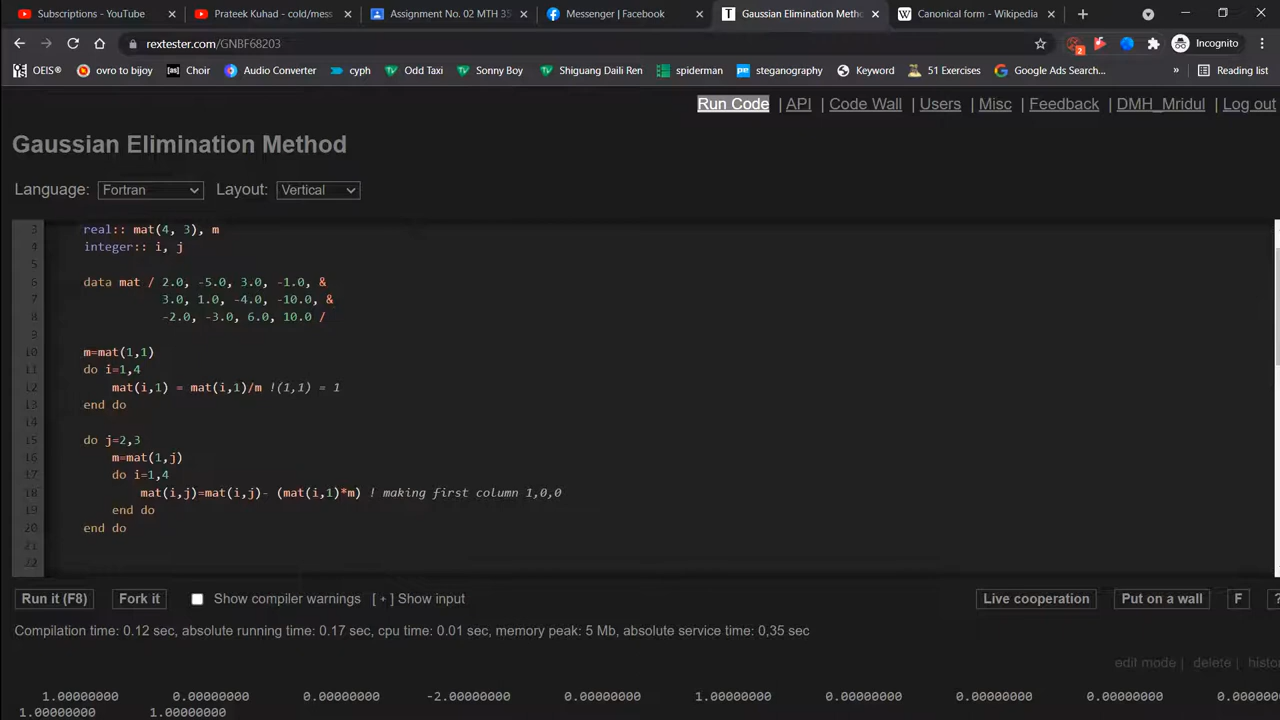 Subscriptions - YouTube
Prateek Kuhad - cold/mess
Assignment No. 02 MTH 35
Messenger | Facebook
Gaussian Elimination Metho
Canonical form - Wikipedia
rextester.com/GNBF68203
2
Incognito
OEIS®
ovro to bijoy
Choir
Audio Converter
cyph
Odd Taxi
Sonny Boy
Shiguang Daili Ren
spiderman
steganography
Keyword
51 Exercises
Google Ads Search...
»
Reading list
Run Code | API | Code Wall | Users | Misc | Feedback | DMH_Mridul | Log out
Gaussian Elimination Method
Language: Fortran Layout: Vertical
3 real:: mat(4, 3), m
4 integer:: i, j
5
6 data mat / 2.0, -5.0, 3.0, -1.0, &
7 3.0, 1.0, -4.0, -10.0, &
8 -2.0, -3.0, 6.0, 10.0 /
9
10 m=mat(1,1)
11 do i=1,4
12 mat(i,1) = mat(i,1)/m !(1,1) = 1
13 end do
14
15 do j=2,3
16 m=mat(1,j)
17 do i=1,4
18 mat(i,j)=mat(i,j)- (mat(i,1)*m) ! making first column 1,0,0
19 end do
20 end do
21
22
Run it (F8)
Fork it
Show compiler warnings [ + ] Show input
Live cooperation
Put on a wall
F
?
Compilation time: 0.12 sec, absolute running time: 0.17 sec, cpu time: 0.01 sec, memory peak: 5 Mb, absolute service time: 0,35 sec
edit mode | delete | histo
1.00000000 0.00000000 0.00000000 -2.00000000 0.00000000 1.00000000 0.00000000 0.00000000 0.00000
1.00000000 1.00000000